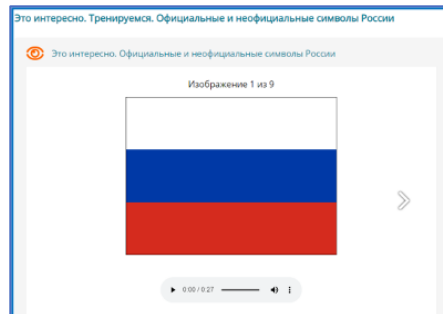 Это интересно. Тренируемся. Официальные и неофициальные символы России
Это интересно. Официальные и неофициальные символы России
Изображение 1 из 9
0:00 / 0:27